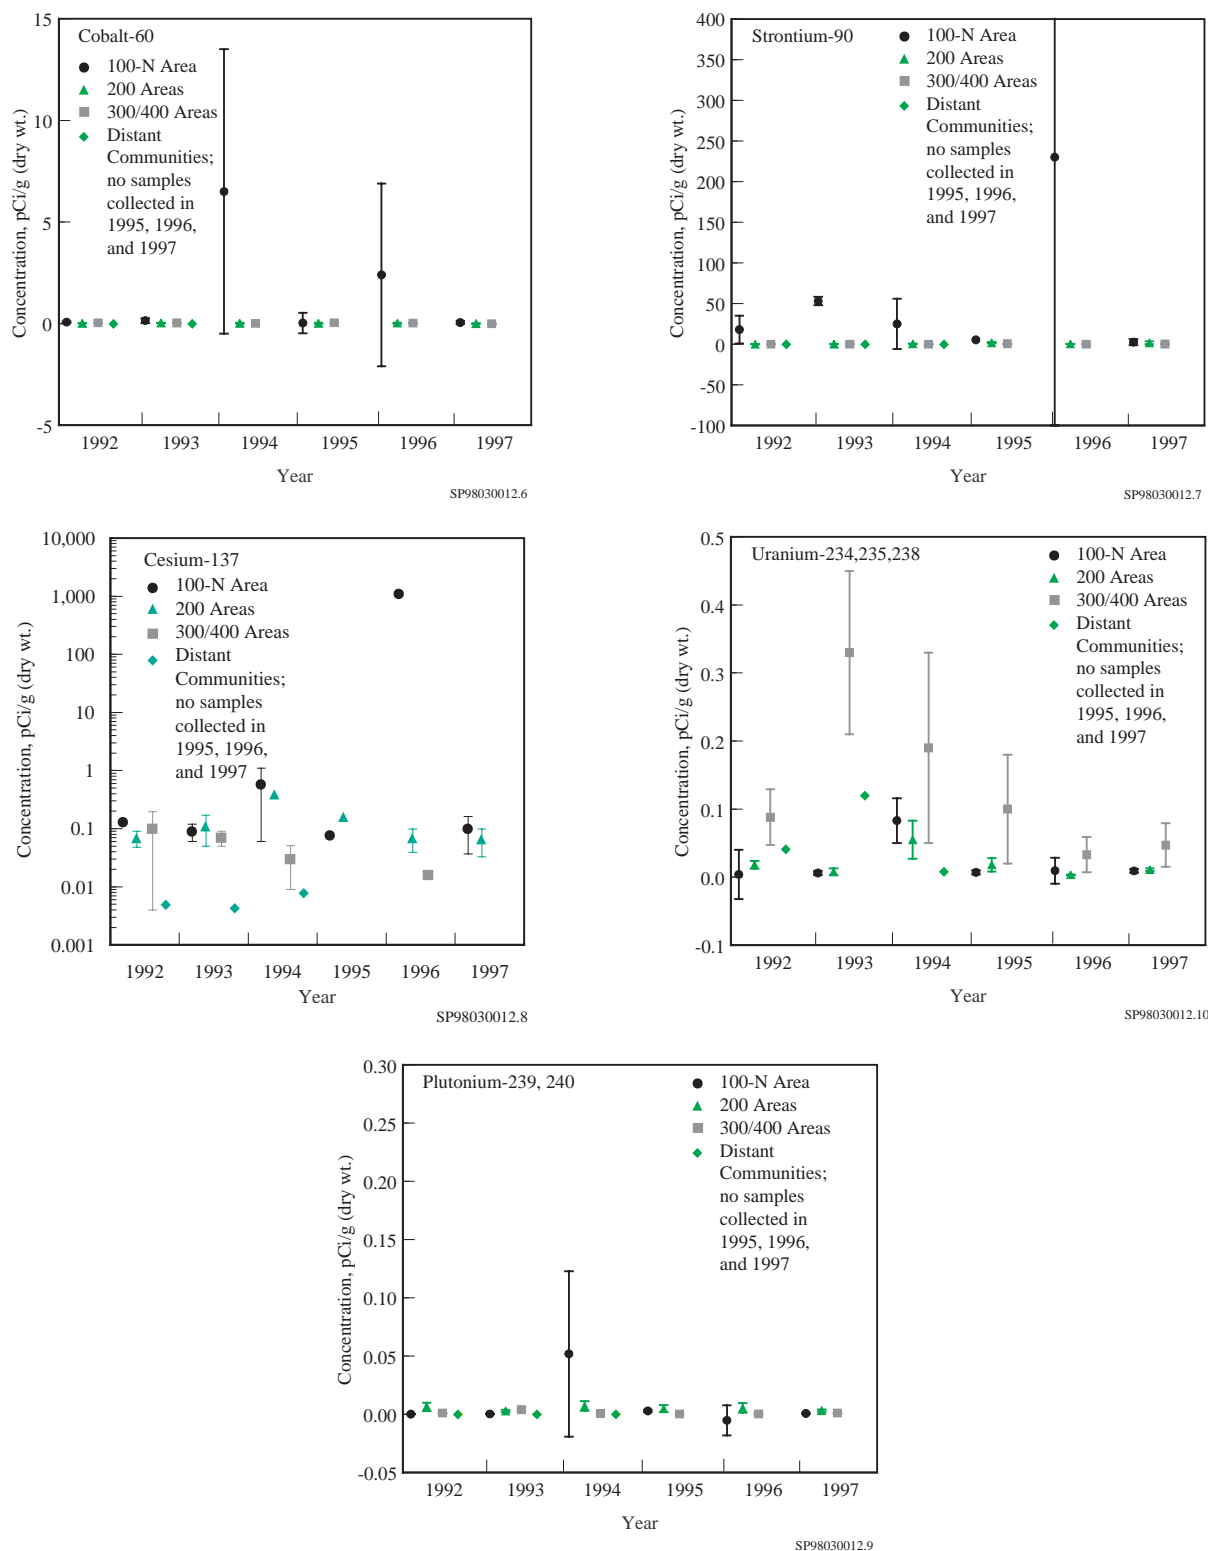 Cobalt-60
100-N Area
200 Areas
300/400 Areas
Distant
Communities;
no samples
collected in
1995, 1996,
and 1997
Concentration, pCi/g (dry wt.)
15
10
5
0
-5
1992 1993 1994 1995 1996 1997
Year
SP98030012.6
Strontium-90
100-N Area
200 Areas
300/400 Areas
Distant
Communities;
no samples
collected in
1995, 1996,
and 1997
Concentration, pCi/g (dry wt.)
400
350
300
250
200
150
100
50
0
-50
-100
1992 1993 1994 1995 1996 1997
Year
SP98030012.7
Cesium-137
100-N Area
200 Areas
300/400 Areas
Distant
Communities;
no samples
collected in
1995, 1996,
and 1997
Concentration, pCi/g (dry wt.)
10,000
1,000
100
10
1
0.1
0.01
0.001
1992 1993 1994 1995 1996 1997
Year
SP98030012.8
Uranium-234,235,238
100-N Area
200 Areas
300/400 Areas
Distant
Communities;
no samples
collected in
1995, 1996,
and 1997
Concentration, pCi/g (dry wt.)
0.5
0.4
0.3
0.2
0.1
0.0
-0.1
1992 1993 1994 1995 1996 1997
Year
SP98030012.10
Plutonium-239, 240
100-N Area
200 Areas
300/400 Areas
Distant
Communities;
no samples
collected in
1995, 1996,
and 1997
Concentration, pCi/g (dry wt.)
0.30
0.25
0.20
0.15
0.10
0.05
0.00
-0.05
1992 1993 1994 1995 1996 1997
Year
SP98030012.9